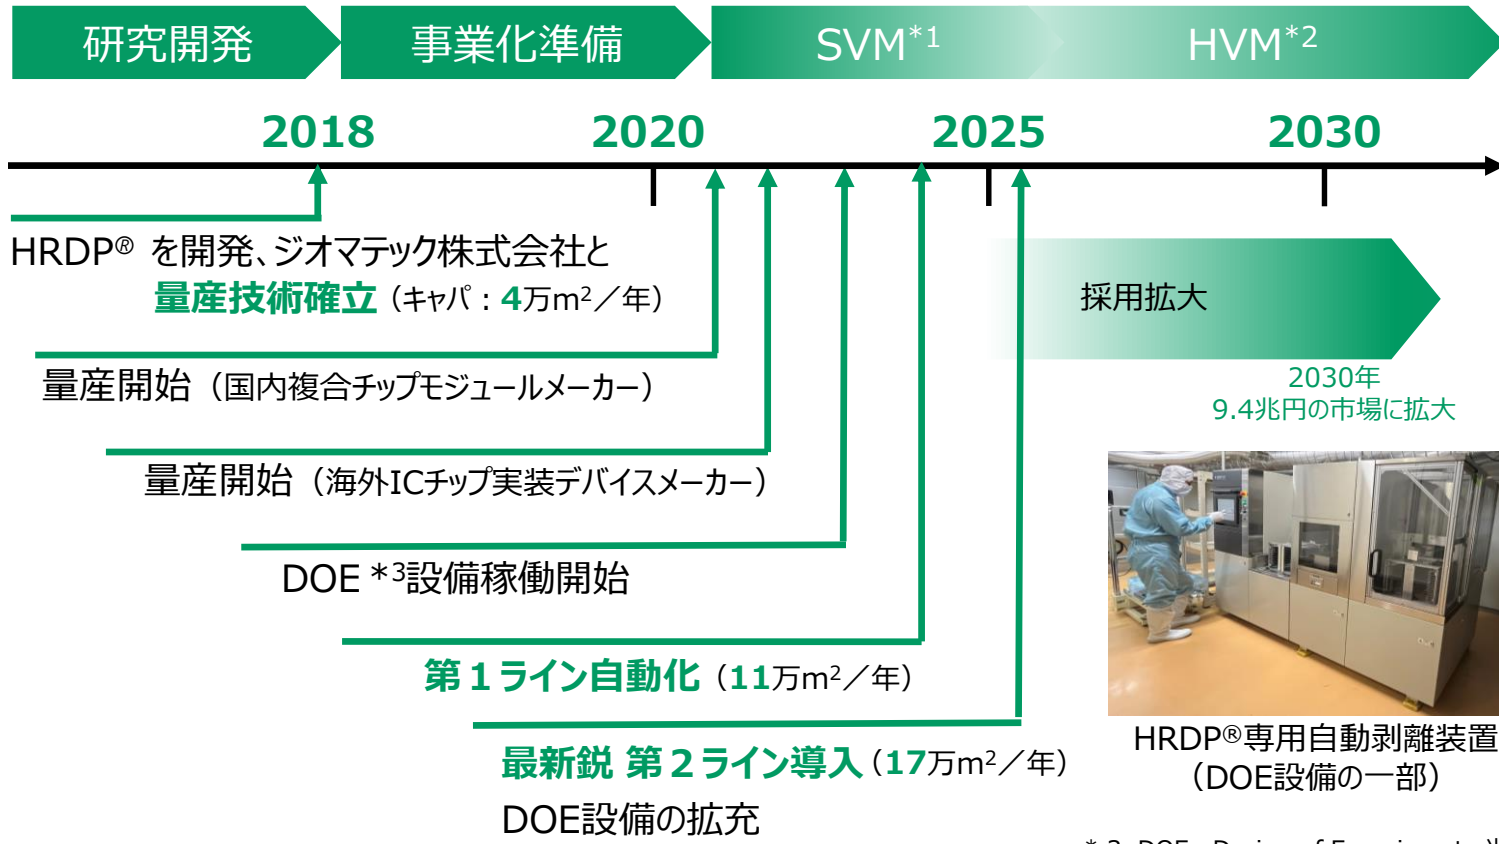 研究開発 事業化準備 SVM*1 HVM*2
2018 2020 2025 2030
HRDP® を開発、ジオマテック株式会社と
量産技術確立（キャパ：4万m2／年）
量産開始（国内複合チップモジュールメーカー）
量産開始（海外ICチップ実装デバイスメーカー）
DOE *3設備稼働開始
第１ライン自動化（11万m2／年）
最新鋭 第２ライン導入（17万m2／年）
DOE設備の拡充
採用拡大
2030年
9.4兆円の市場に拡大
HRDP®専用自動剥離装置
（DOE設備の一部）